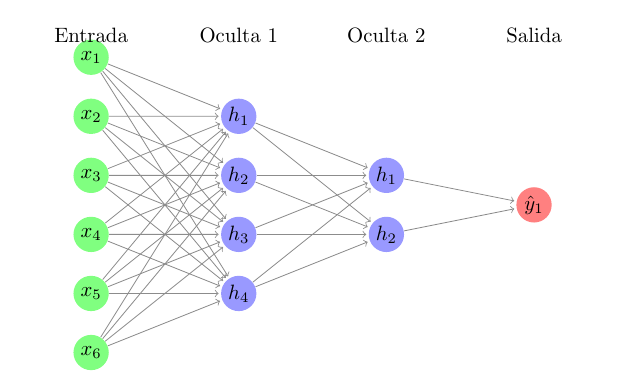 Entrada Oculta 1 Oculta 2 Salida
x₁
x₂ h₁
x₃ h₂ h₁
ŷ₁
x₄ h₃ h₂
x₅ h₄
x₆